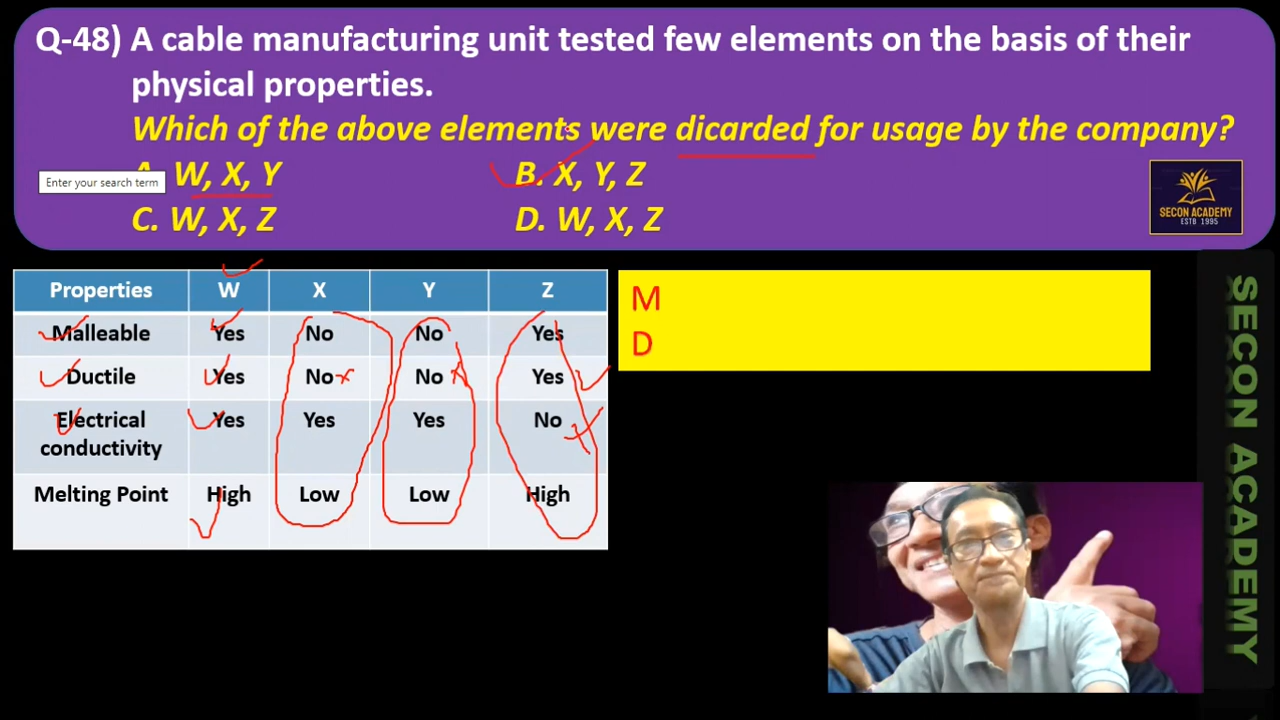 Q-48) A cable manufacturing unit tested few elements on the basis of their
physical properties.
Which of the above elements were dicarded for usage by the company?
A. W, X, Y B. X, Y, Z
Enter your search term
C. W, X, Z D. W, X, Z
SECON ACADEMY
ESTB 1995
Properties W X Y Z
Malleable Yes No No Yes
Ductile Yes No No Yes
Electrical Yes Yes Yes No
conductivity
Melting Point High Low Low High
M
D
SECON ACADEMY